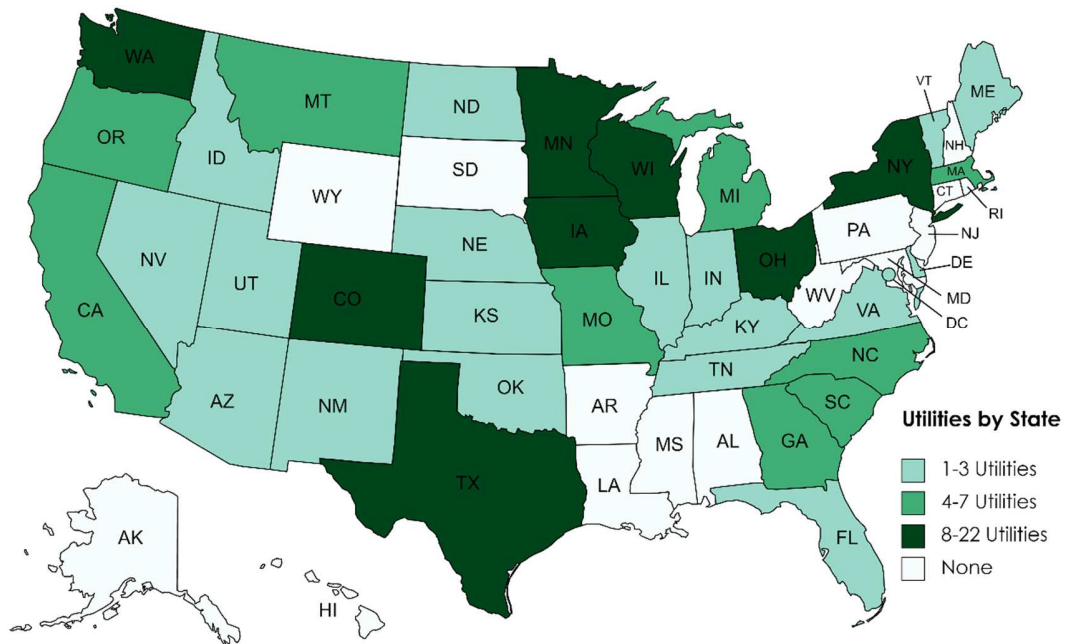 WA
MT
ND
MN
VT
ME
OR
ID
SD
WI
NH
WY
MI
NY
MA
CT
RI
IA
NE
PA
NJ
NV
UT
CO
IL
IN
OH
DE
CA
KS
MO
WV
VA
MD
DC
KY
AZ
NM
OK
TN
NC
AR
SC
TX
LA
MS
AL
GA
FL
AK
HI
Utilities by State
1-3 Utilities
4-7 Utilities
8-22 Utilities
None